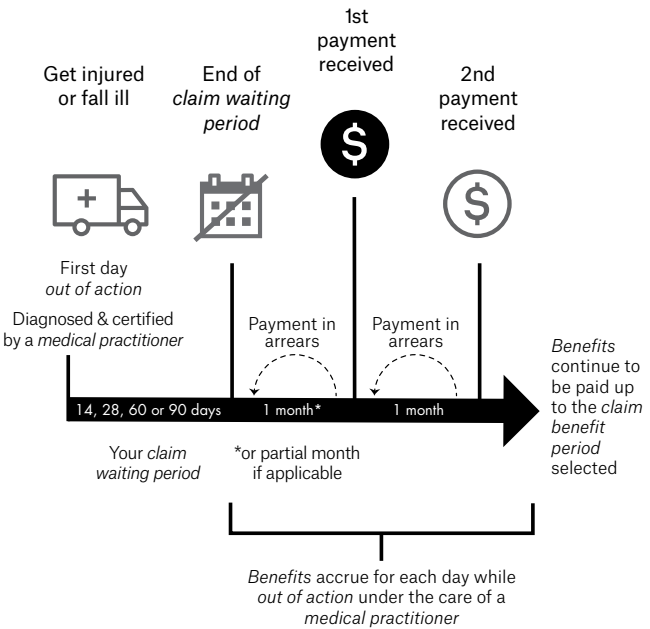 Get injured
or fall ill
End of
claim waiting
period
1st
payment
received
2nd
payment
received
$
$
First day
out of action
Diagnosed & certified
by a medical practitioner
Payment in
arrears
Payment in
arrears
14, 28, 60 or 90 days
1 month*
1 month
Benefits
continue to
be paid up
to the claim
benefit
period
selected
Your claim
waiting period
*or partial month
if applicable
Benefits accrue for each day while
out of action under the care of a
medical practitioner